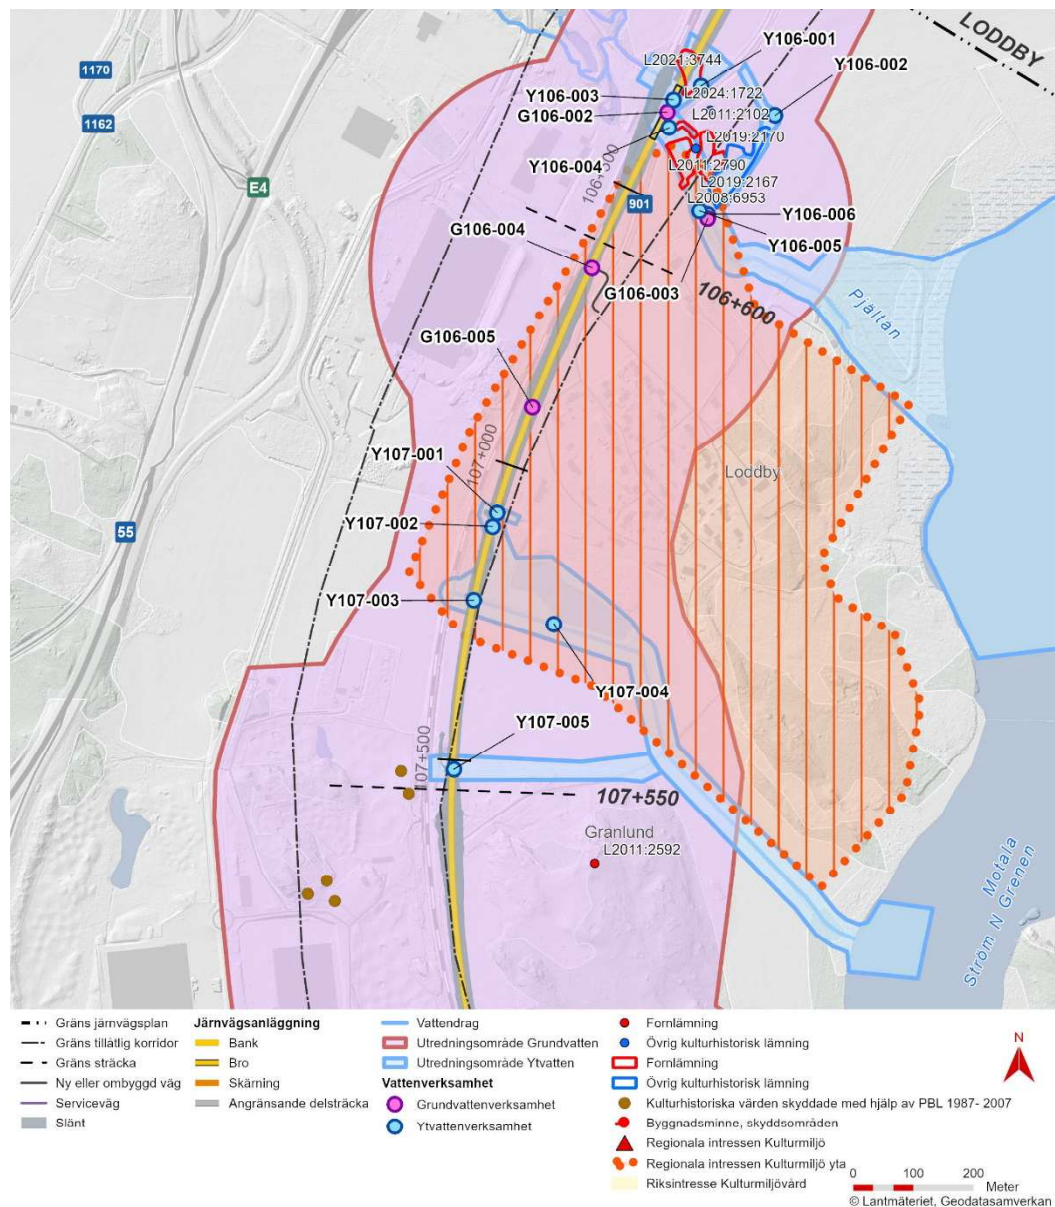 LODDBY
1170
1162
E4
55
901
Y106-001
L2021:3744
Y106-002
Y106-003
L2024:1722
G106-002
L2011:2102
L2019:2170
Y106-004
L2011:2790
106+500
L2019:2167
L2008:6953
Y106-006
G106-004
Y106-005
G106-003
106+600
Pjältån
G106-005
107+000
Y107-001
Loddby
Y107-002
Y107-003
Y107-004
Y107-005
107+500
107+550
Granlund
L2011:2592
Motala
Ström N Grenen
Gräns järnvägsplan
Gräns tillåtlig korridor
Gräns sträcka
Ny eller ombyggd väg
Serviceväg
Slänt
Järnvägsanläggning
Bank
Bro
Skärning
Angränsande delsträcka
Vattendrag
Utredningsområde Grundvatten
Utredningsområde Ytvatten
Vattenverksamhet
Grundvattenverksamhet
Ytvattenverksamhet
Fornlämning
Övrig kulturhistorisk lämning
Fornlämning
Övrig kulturhistorisk lämning
Kulturhistoriska värden skyddade med hjälp av PBL 1987- 2007
Byggnadsminne, skyddsområden
Regionala intressen Kulturmiljö
Regionala intressen Kulturmiljö yta
Riksintresse Kulturmiljövård
N
0 100 200
Meter
© Lantmäteriet, Geodatasamverkan